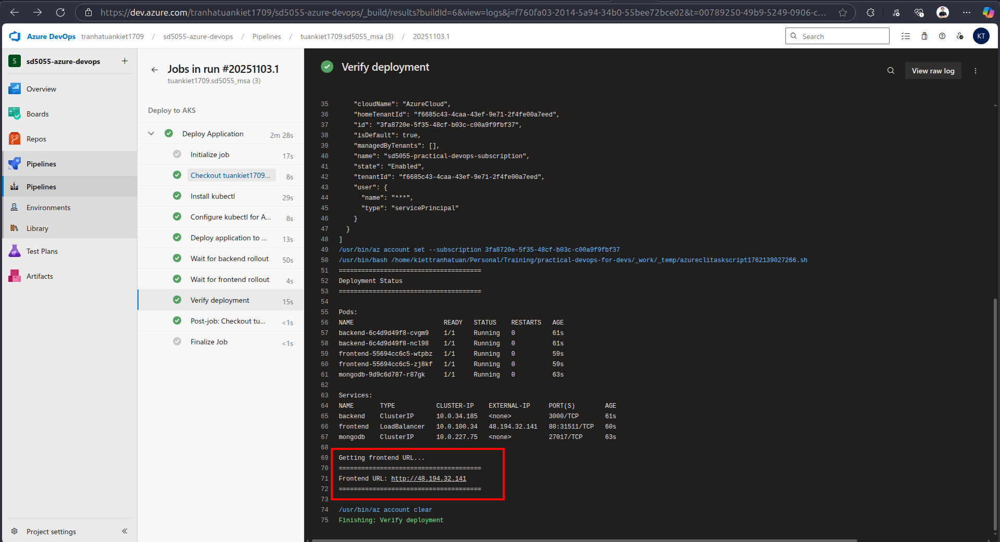 https://dev.azure.com/tranhatuankiet1709/sd5055-azure-devops/_build/results?buildId=6&view=logs&j=f760fa03-2014-5a94-34b0-55bee72bce02&t=00789250-49b9-5249-0906-c...
Azure DevOps tranhatuankiet1709 / sd5055-azure-devops / Pipelines / tuankiet1709.sd5055_msa (3) / 20251103.1
Search
KT
S sd5055-azure-devops +
Overview
Boards
Repos
Pipelines
Pipelines
Environments
Library
Test Plans
Artifacts
Project settings
Jobs in run #20251103.1
tuankiet1709.sd5055_msa (3)
Deploy to AKS
Deploy Application 2m 28s
Initialize job 17s
Checkout tuankiet1709... 8s
Install kubectl 29s
Configure kubectl for A... 8s
Deploy application to ... 13s
Wait for backend rollout 50s
Wait for frontend rollout 4s
Verify deployment 15s
Post-job: Checkout tu... <1s
Finalize Job <1s
Verify deployment
View raw log
35 "cloudName": "AzureCloud",
36 "homeTenantId": "f6685c43-4caa-43ef-9e71-2f4fe00a7eed",
37 "id": "3fa8720e-5f35-48cf-b03c-c00a9f9fbf37",
38 "isDefault": true,
39 "managedByTenants": [],
40 "name": "sd5055-practical-devops-subscription",
41 "state": "Enabled",
42 "tenantId": "f6685c43-4caa-43ef-9e71-2f4fe00a7eed",
43 "user": {
44 "name": "***",
45 "type": "servicePrincipal"
46 }
47 }
48 ]
49 /usr/bin/az account set --subscription 3fa8720e-5f35-48cf-b03c-c00a9f9fbf37
50 /usr/bin/bash /home/kiettranhatuan/Personal/Training/practical-devops-for-devs/_work/_temp/azureclitaskscript1762139027266.sh
51 ======================================
52 Deployment Status
53 ======================================
54
55 Pods:
56 NAME READY STATUS RESTARTS AGE
57 backend-6c4d9d49f8-cvgm9 1/1 Running 0 61s
58 backend-6c4d9d49f8-ncl98 1/1 Running 0 61s
59 frontend-55694cc6c5-wtpbz 1/1 Running 0 59s
60 frontend-55694cc6c5-zj8kf 1/1 Running 0 59s
61 mongodb-9d9c6d787-r87gk 1/1 Running 0 63s
62
63 Services:
64 NAME TYPE CLUSTER-IP EXTERNAL-IP PORT(S) AGE
65 backend ClusterIP 10.0.34.185 <none> 3000/TCP 61s
66 frontend LoadBalancer 10.0.100.34 48.194.32.141 80:31511/TCP 60s
67 mongodb ClusterIP 10.0.227.75 <none> 27017/TCP 63s
68
69 Getting frontend URL...
70 ======================================
71 Frontend URL: http://48.194.32.141
72 ======================================
73
74 /usr/bin/az account clear
75 Finishing: Verify deployment